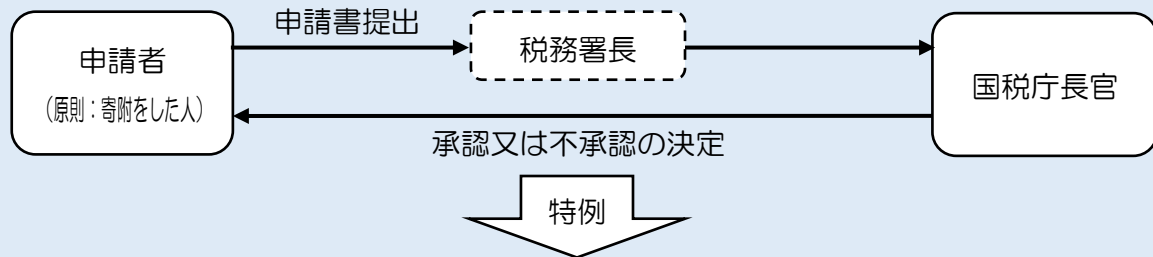 申請書提出
申請者
(原則:寄附をした人)
税務署長
国税庁長官
承認又は不承認の決定
特例